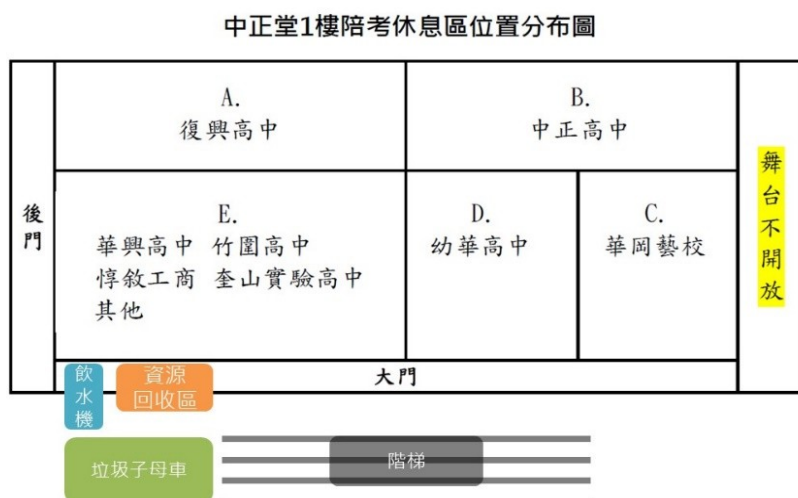 中正堂1樓陪考休息區位置分布圖
A.
復興高中
B.
中正高中
後門
E.
華興高中 竹圍高中
惇敘工商 奎山實驗高中
其他
D.
幼華高中
C.
華岡藝校
舞台不開放
大門
飲水機
資源
回收區
垃圾子母車
階梯